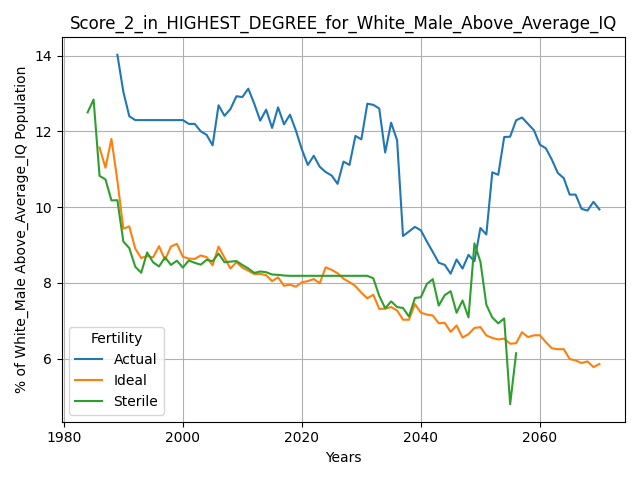 Score_2_in_HIGHEST_DEGREE_for_White_Male_Above_Average_IQ
% of White_Male Above_Average_IQ Population
14
12
10
8
6
Fertility
Actual
Ideal
Sterile
1980
2000
2020
2040
2060
Years